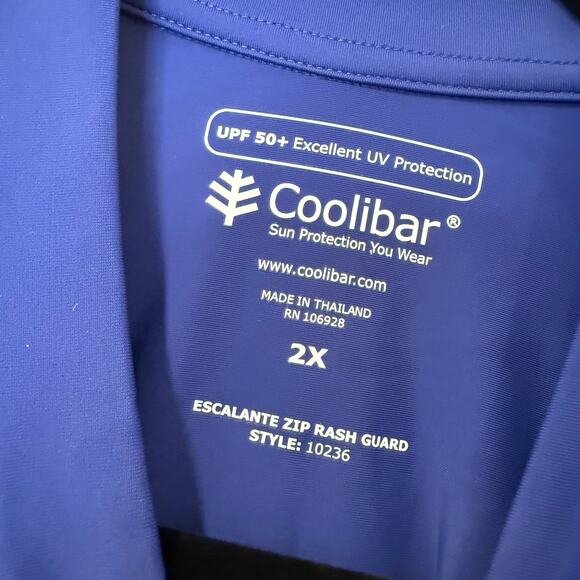 UPF 50+ Excellent UV Protection
Coolibar®
Sun Protection You Wear
www.coolibar.com
MADE IN THAILAND
RN 106928
2X
ESCALANTE ZIP RASH GUARD
STYLE: 10236